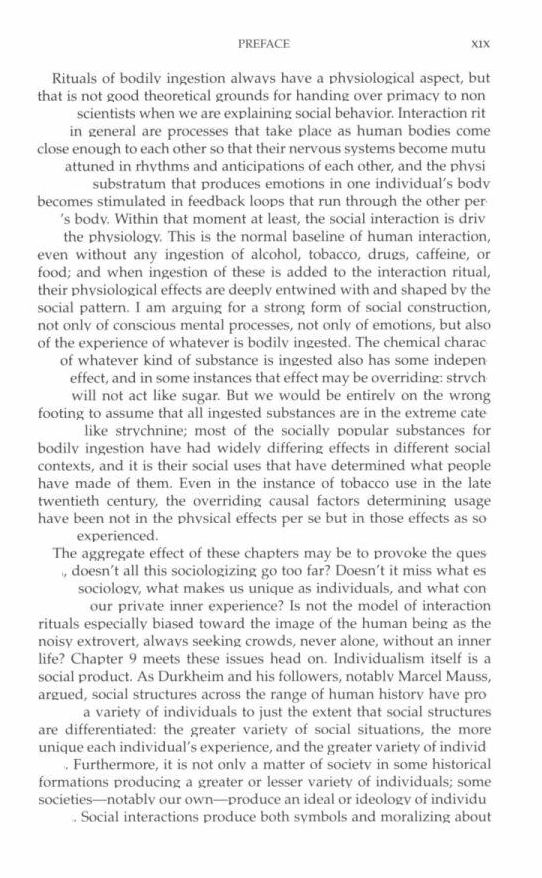 PREFACE XIX
Rituals of bodily ingestion always have a physiological aspect, but
that is not good theoretical grounds for handing over primacy to non
scientists when we are explaining social behavior. Interaction rit
in general are processes that take place as human bodies come
close enough to each other so that their nervous systems become mutu
attuned in rhythms and anticipations of each other, and the physi
substratum that produces emotions in one individual's body
becomes stimulated in feedback loops that run through the other per
's body. Within that moment at least, the social interaction is driv
the physiology. This is the normal baseline of human interaction,
even without any ingestion of alcohol, tobacco, drugs, caffeine, or
food; and when ingestion of these is added to the interaction ritual,
their physiological effects are deeply entwined with and shaped by the
social pattern. I am arguing for a strong form of social construction,
not only of conscious mental processes, not only of emotions, but also
of the experience of whatever is bodily ingested. The chemical charac
of whatever kind of substance is ingested also has some indepen
effect, and in some instances that effect may be overriding: strych
will not act like sugar. But we would be entirely on the wrong
footing to assume that all ingested substances are in the extreme cate
like strychnine; most of the socially popular substances for
bodily ingestion have had widely differing effects in different social
contexts, and it is their social uses that have determined what people
have made of them. Even in the instance of tobacco use in the late
twentieth century, the overriding causal factors determining usage
have been not in the physical effects per se but in those effects as so
experienced.
The aggregate effect of these chapters may be to provoke the ques
, doesn't all this sociologizing go too far? Doesn't it miss what es
sociology, what makes us unique as individuals, and what con
our private inner experience? Is not the model of interaction
rituals especially biased toward the image of the human being as the
noisy extrovert, always seeking crowds, never alone, without an inner
life? Chapter 9 meets these issues head on. Individualism itself is a
social product. As Durkheim and his followers, notably Marcel Mauss,
argued, social structures across the range of human history have pro
a variety of individuals to just the extent that social structures
are differentiated: the greater variety of social situations, the more
unique each individual's experience, and the greater variety of individ
. Furthermore, it is not only a matter of society in some historical
formations producing a greater or lesser variety of individuals; some
societies—notably our own—produce an ideal or ideology of individu
. Social interactions produce both symbols and moralizing about